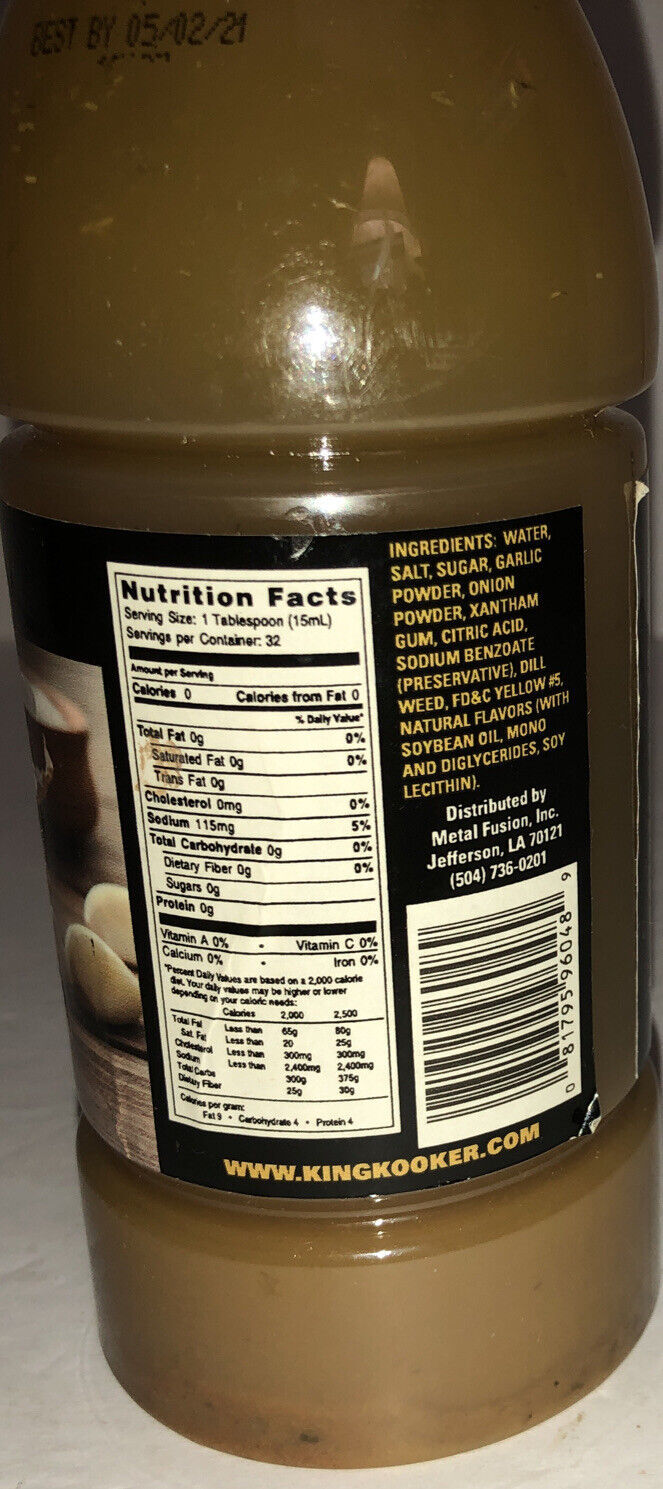 BEST BY 05/02/21
Nutrition Facts
Serving Size: 1 Tablespoon (15mL)
Servings per Container: 32
Amount per Serving
Calories 0 Calories from Fat 0
% Daily Value*
Total Fat 0g 0%
Saturated Fat 0g 0%
Trans Fat 0g
Cholesterol 0mg 0%
Sodium 115mg 5%
Total Carbohydrate 0g 0%
Dietary Fiber 0g 0%
Sugars 0g
Protein 0g
Vitamin A 0% • Vitamin C 0%
Calcium 0% • Iron 0%
*Percent Daily Values are based on a 2,000 calorie
diet. Your daily values may be higher or lower
depending on your caloric needs:
Calories 2,000 2,500
Total Fat Less than 65g 80g
Sat. Fat Less than 20 25g
Cholesterol Less than 300mg 300mg
Sodium Less than 2,400mg 2,400mg
Total Carbs 300g 375g
Dietary Fiber 25g 30g
Calories per gram:
Fat 9 • Carbohydrate 4 • Protein 4
INGREDIENTS: WATER,
SALT, SUGAR, GARLIC
POWDER, ONION
POWDER, XANTHAM
GUM, CITRIC ACID,
SODIUM BENZOATE
(PRESERVATIVE), DILL
WEED, FD&C YELLOW #5,
NATURAL FLAVORS (WITH
SOYBEAN OIL, MONO
AND DIGLYCERIDES, SOY
LECITHIN).
Distributed by
Metal Fusion, Inc.
Jefferson, LA 70121
(504) 736-0201
0 81795 96048 9
WWW.KINGKOOKER.COM